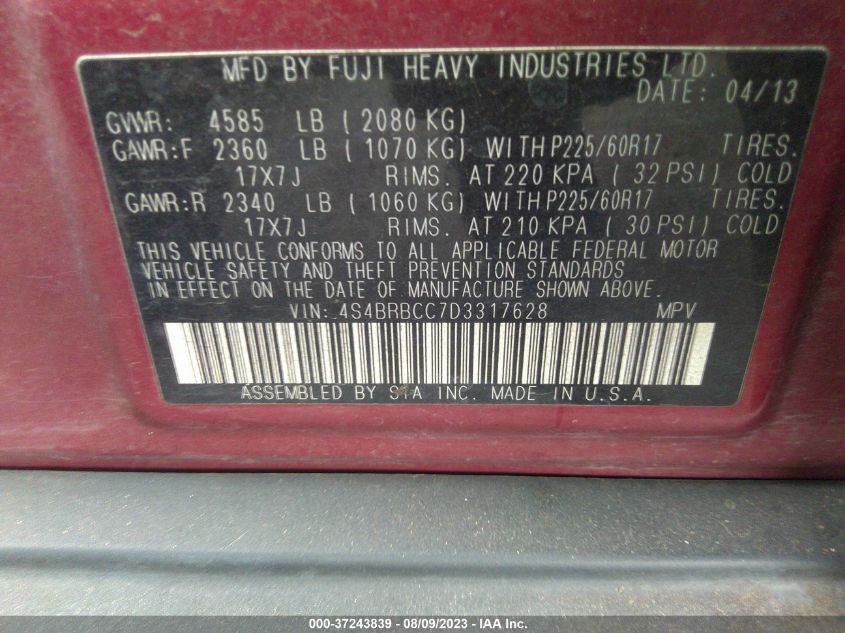 MFD BY FUJI HEAVY INDUSTRIES LTD.
DATE: 04/13
GVWR: 4585 LB ( 2080 KG)
GAWR:F 2360 LB ( 1070 KG) WITH P225/60R17 TIRES.
17X7J RIMS. AT 220 KPA ( 32 PSI) COLD
GAWR:R 2340 LB ( 1060 KG) WITH P225/60R17 TIRES.
17X7J RIMS. AT 210 KPA ( 30 PSI) COLD
THIS VEHICLE CONFORMS TO ALL APPLICABLE FEDERAL MOTOR
VEHICLE SAFETY AND THEFT PREVENTION STANDARDS
IN EFFECT ON THE DATE OF MANUFACTURE SHOWN ABOVE.
VIN: 4S4BRBCC7D3317628 MPV
ASSEMBLED BY SIA INC. MADE IN U.S.A.
000-37243839 - 08/09/2023 - IAA Inc.